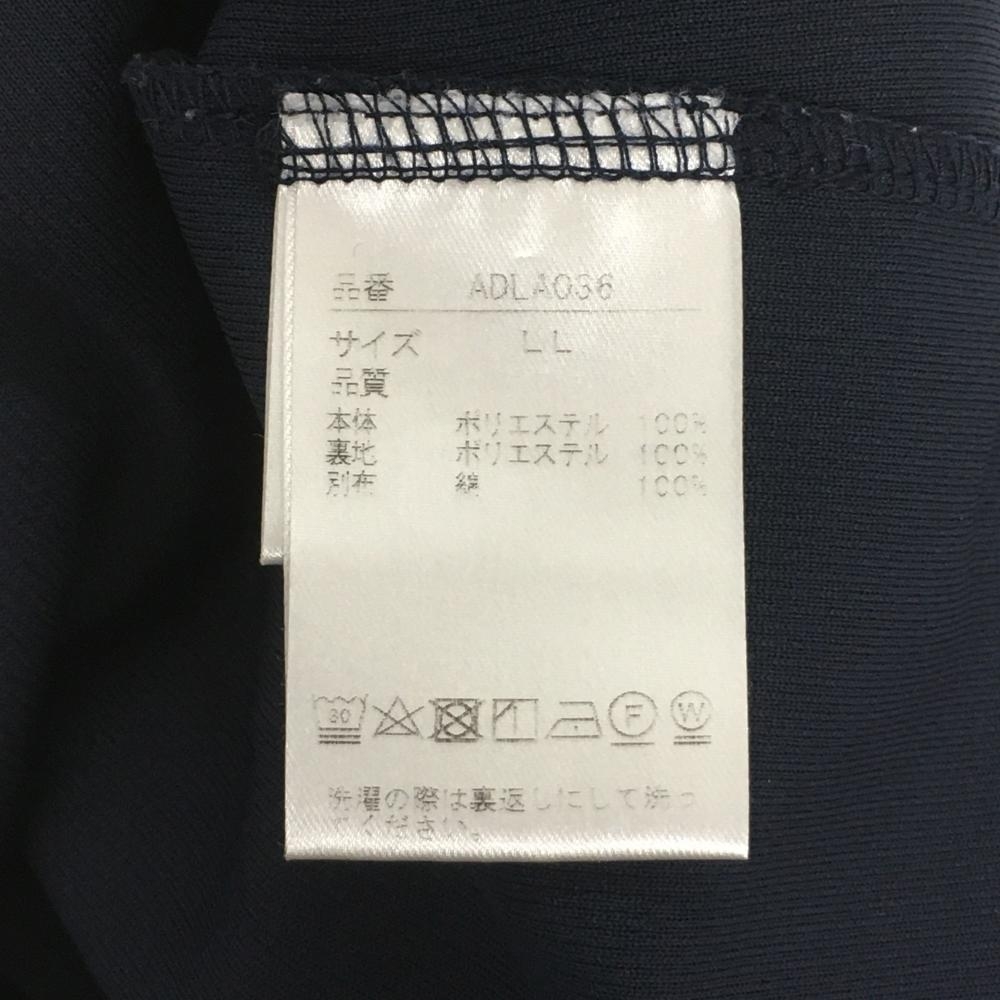 品番 ADLA036
サイズ LL
品質
本体 ポリエステル 100%
裏地 ポリエステル 100%
別布 綿 100%
30 F W
洗濯の際は裏返しにして洗っ
てください。